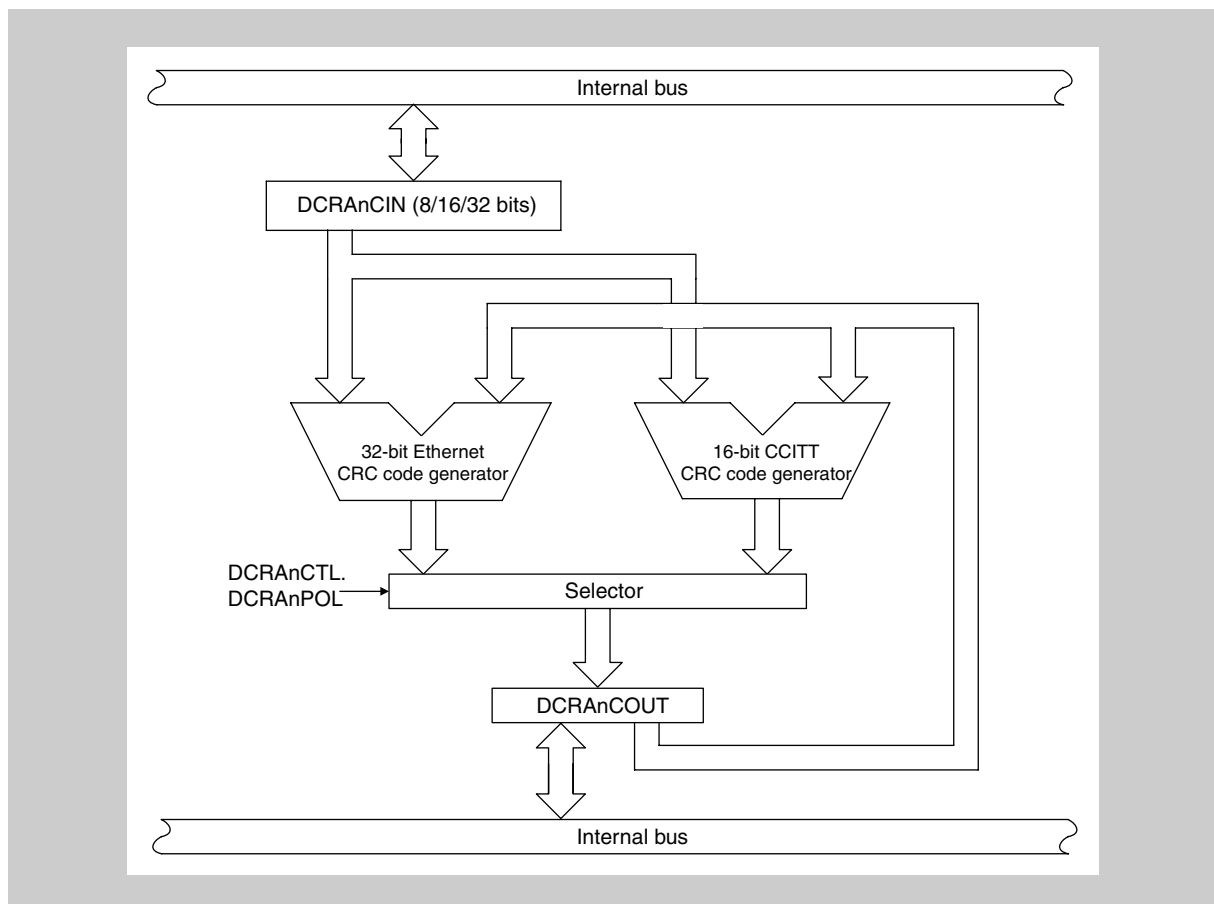 Internal bus
DCRAnCIN (8/16/32 bits)
32-bit Ethernet
CRC code generator
16-bit CCITT
CRC code generator
DCRAnCTL.
DCRAnPOL
Selector
DCRAnCOUT
Internal bus